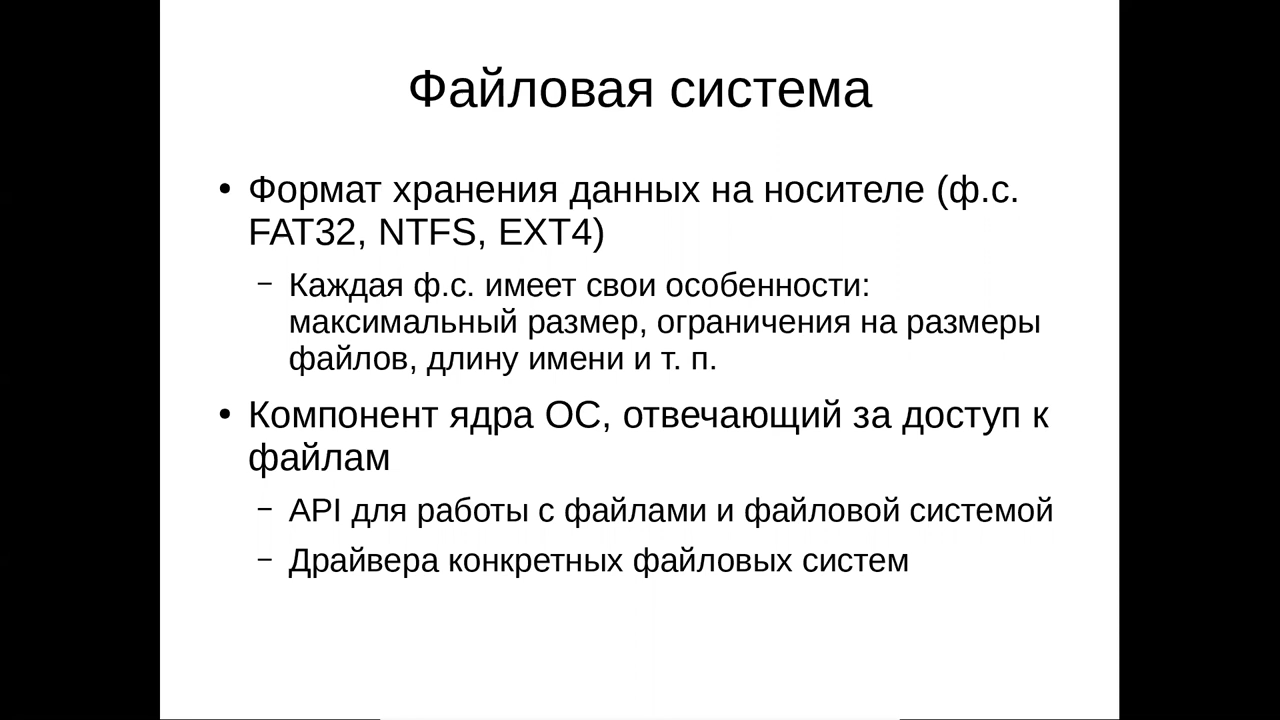 Файловая система
• Формат хранения данных на носителе (ф.с.
FAT32, NTFS, EXT4)
– Каждая ф.с. имеет свои особенности:
максимальный размер, ограничения на размеры
файлов, длину имени и т. п.
• Компонент ядра ОС, отвечающий за доступ к
файлам
– API для работы с файлами и файловой системой
– Драйвера конкретных файловых систем